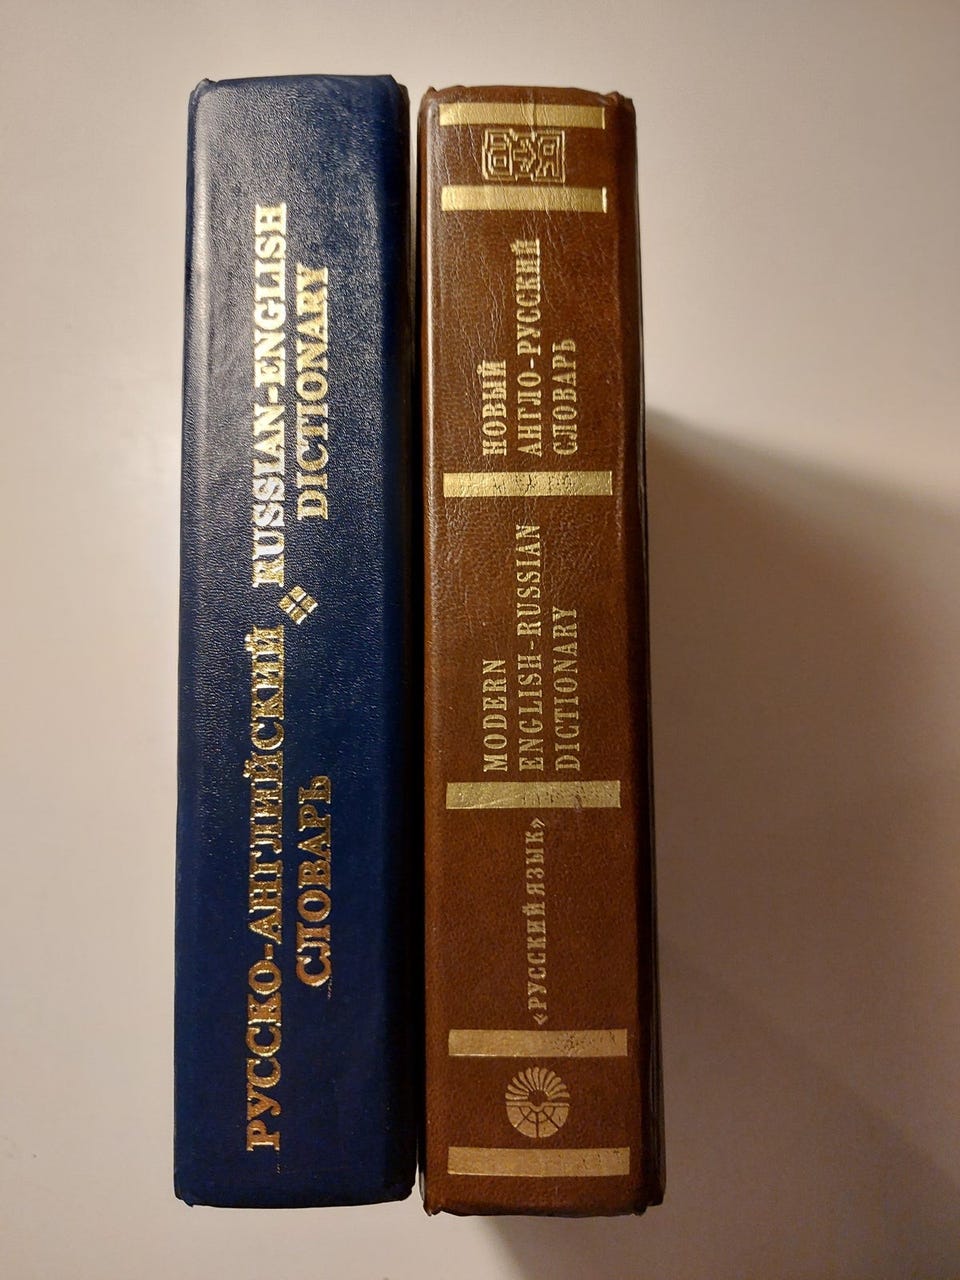 РУССКО-АНГЛИЙСКИЙ
СЛОВАРЬ
RUSSIAN-ENGLISH
DICTIONARY
НОВЫЙ
АНГЛО-РУССКИЙ
СЛОВАРЬ
MODERN
ENGLISH-RUSSIAN
DICTIONARY
«РУССКИЙ ЯЗЫК»